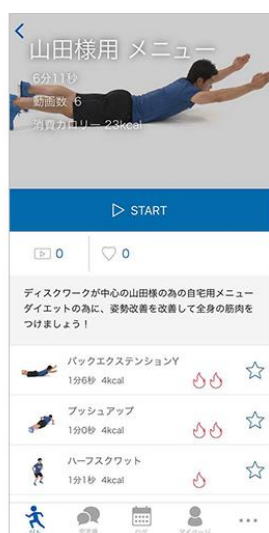 山田様用 メニュー
6分11秒
動画数 6
消費カロリー 23kcal
START
0
0
ディスクワークが中心の山田様の為の自宅用メニュー
ダイエットの為に、姿勢改善を改善して全身の筋肉を
つけましょう！
バックエクステンションY
1分6秒 4kcal
プッシュアップ
1分0秒 4kcal
ハーフスクワット
1分1秒 4kcal